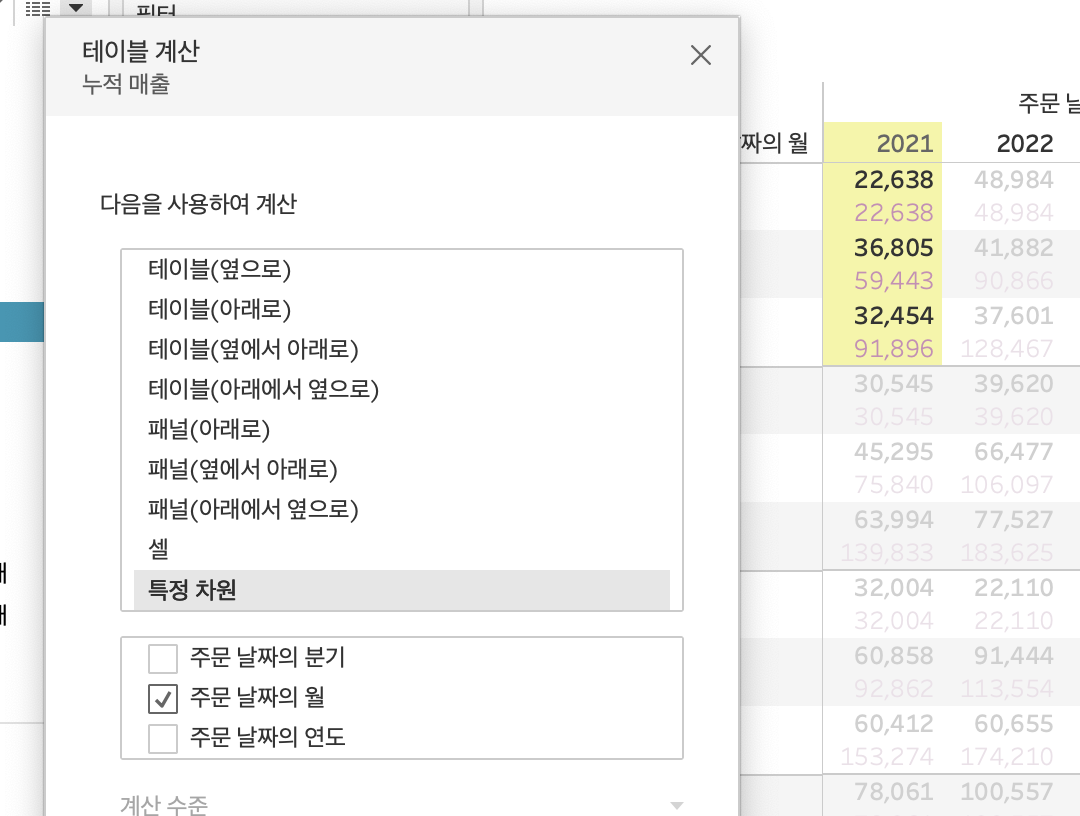 필터
테이블 계산
누적 매출
다음을 사용하여 계산
테이블(옆으로)
테이블(아래로)
테이블(옆에서 아래로)
테이블(아래에서 옆으로)
패널(아래로)
패널(옆에서 아래로)
패널(아래에서 옆으로)
셀
특정 차원
주문 날짜의 분기
주문 날짜의 월
주문 날짜의 연도
계산 수준
주문
짜의 월 2021 2022
22,638 48,984
22,638 48,984
36,805 41,882
59,443 90,866
32,454 37,601
91,896 128,467
30,545 39,620
30,545 39,620
45,295 66,477
75,840 106,097
63,994 77,527
139,833 183,625
32,004 22,110
32,004 22,110
60,858 91,444
92,862 113,554
60,412 60,655
153,274 174,210
78,061 100,557